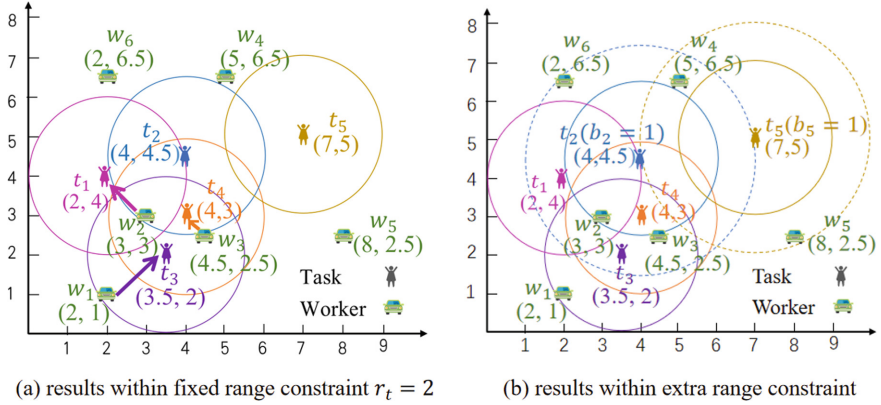 8
7
6
5
4
3
2
1
w₆
(2, 6.5)
w₄
(5, 6.5)
t₂
(4, 4.5)
t₅
(7,5)
t₁
(2, 4)
t₄
(4,3)
w₂
(3, 3)
w₃
(4.5, 2.5)
w₅
(8, 2.5)
t₃
(3.5, 2)
w₁
(2, 1)
Task
Worker
1 2 3 4 5 6 7 8 9
(a) results within fixed range constraint rₜ = 2
8
7
6
5
4
3
2
1
w₆
(2, 6.5)
w₄
(5, 6.5)
t₂(b₂ = 1)
(4,4.5)
t₅(b₅ = 1)
(7,5)
t₁
(2, 4)
t₄
(4,3)
w₂
(3, 3)
w₃
(4.5, 2.5)
w₅
(8, 2.5)
t₃
(3.5, 2)
w₁
(2, 1)
Task
Worker
1 2 3 4 5 6 7 8 9
(b) results within extra range constraint